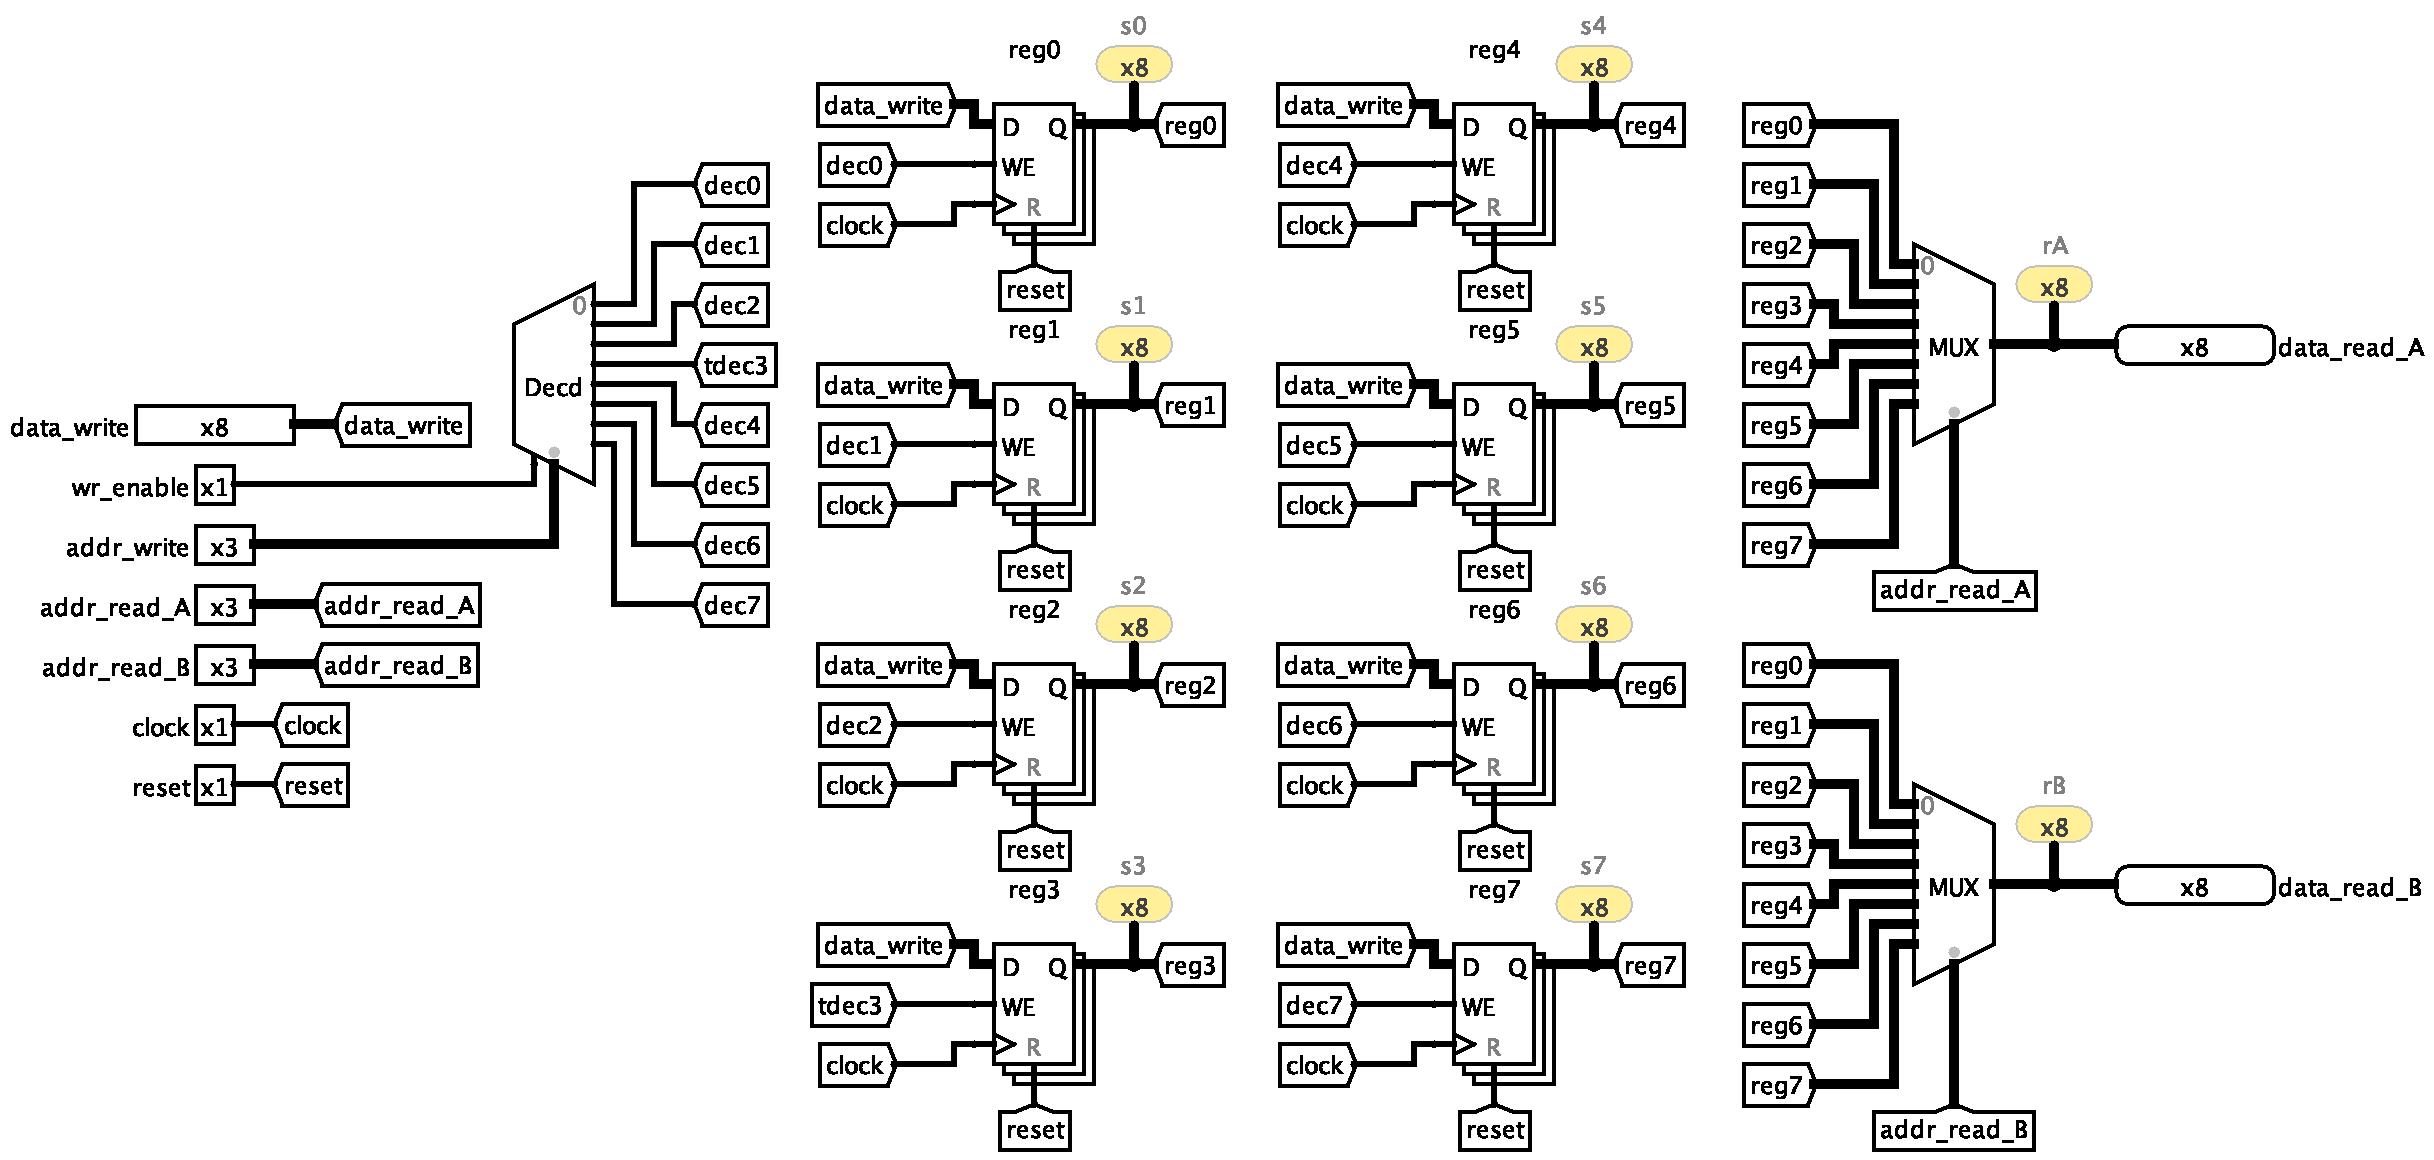 data_write x8 data_write
wr_enable x1
addr_write x3
addr_read_A x3 addr_read_A
addr_read_B x3 addr_read_B
clock x1 clock
reset x1 reset
0
Decd
dec0
dec1
dec2
tdec3
dec4
dec5
dec6
dec7
reg0
s0
x8
data_write D Q reg0
dec0 WE
clock R
reset
reg1
s1
x8
data_write D Q reg1
dec1 WE
clock R
reset
reg2
s2
x8
data_write D Q reg2
dec2 WE
clock R
reset
reg3
s3
x8
data_write D Q reg3
tdec3 WE
clock R
reset
reg4
s4
x8
data_write D Q reg4
dec4 WE
clock R
reset
reg5
s5
x8
data_write D Q reg5
dec5 WE
clock R
reset
reg6
s6
x8
data_write D Q reg6
dec6 WE
clock R
reset
reg7
s7
x8
data_write D Q reg7
dec7 WE
clock R
reset
reg0
reg1
reg2
reg3
reg4
reg5
reg6
reg7
0
MUX
addr_read_A
rA
x8
x8 data_read_A
reg0
reg1
reg2
reg3
reg4
reg5
reg6
reg7
0
MUX
addr_read_B
rB
x8
x8 data_read_B